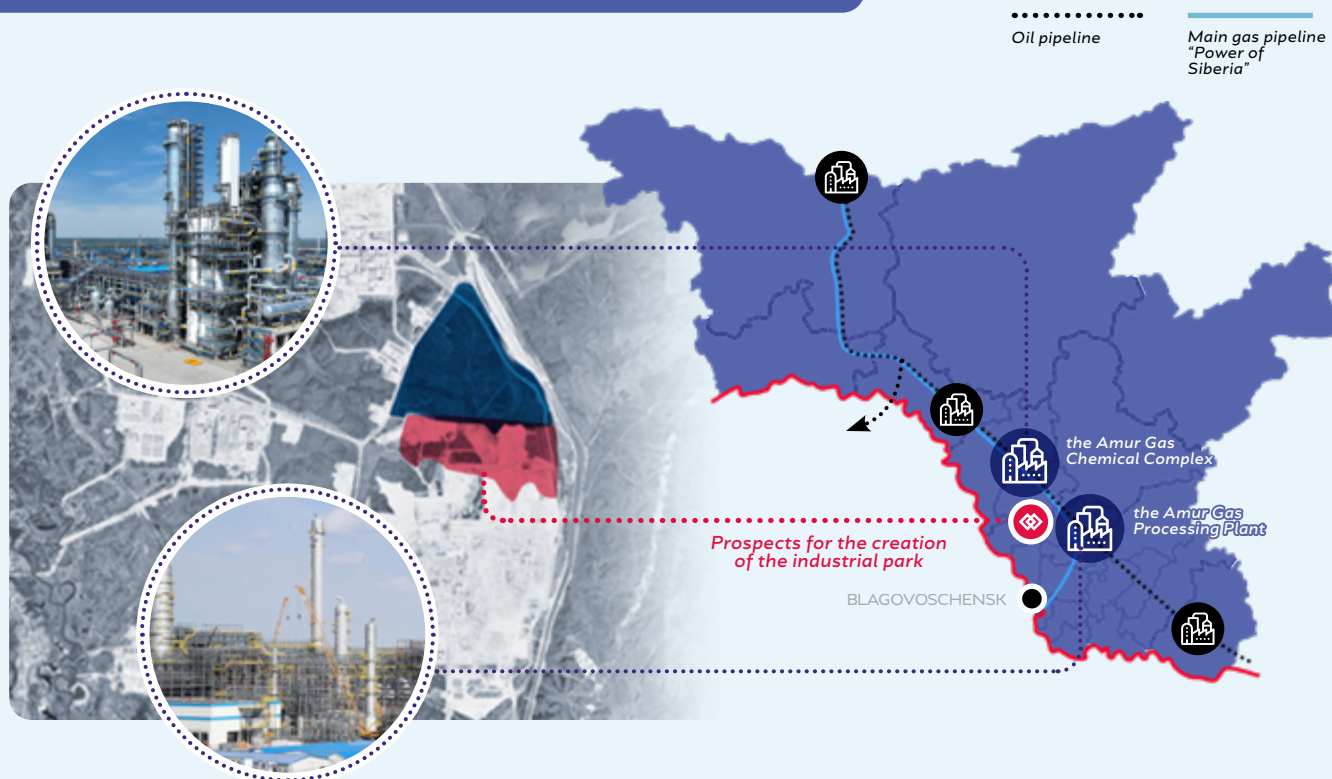 Oil pipeline
Main gas pipeline
“Power of
Siberia”
the Amur Gas
Chemical Complex
the Amur Gas
Processing Plant
Prospects for the creation
of the industrial park
BLAGOVOSCHENSK